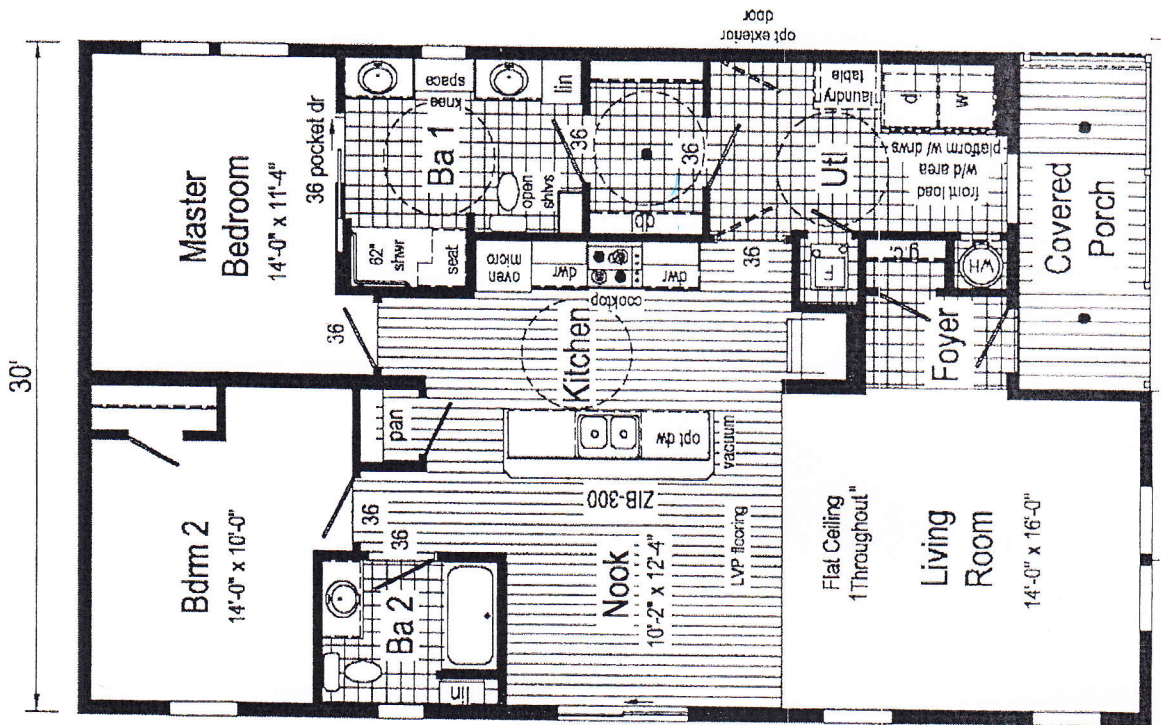 30'
Master
Bedroom
14'-0" x 11'-4"
36 pocket dr
36
Bdrm 2
14'-0" x 10'-0"
36
36
pan
62"
shwr
seat
Ba 1
knee
space
open
shlvs
lin
36
36
opt exterior
door
oven
micro
dwr
cooktop
dwr
36
Kitchen
opt dw
vacuum
ZIB-300
Ba 2
lin
Nook
10'-2" x 12'-4"
LVP flooring
Utl
laundry
table
d
w
front load
w/d area
platform w/ drws
F
WH
Foyer
Covered
Porch
Flat Ceiling
1Throughout"
Living
Room
14'-0" x 16'-0"